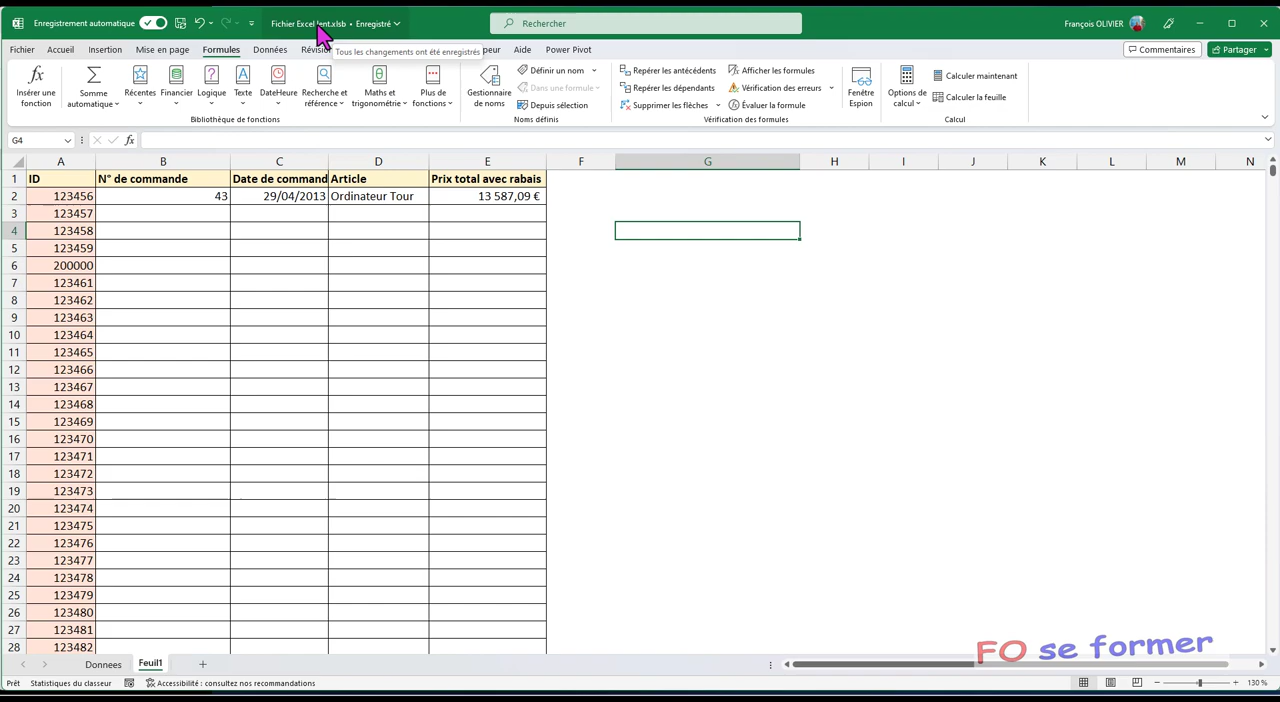 Enregistrement automatique
Fichier Excellent.xlsb • Enregistré
Rechercher
François OLIVIER
Fichier Accueil Insertion Mise en page Formules Données Révision Aide Power Pivot
Tous les changements ont été enregistrés
Commentaires Partager
Insérer une fonction
Somme automatique
Récentes
Financier
Logique
Texte
DateHeure
Recherche et référence
Maths et trigonométrie
Plus de fonctions
Bibliothèque de fonctions
Gestionnaire de noms
Définir un nom
Dans une formule
Depuis sélection
Noms définis
Repérer les antécédents
Repérer les dépendants
Supprimer les flèches
Afficher les formules
Vérification des erreurs
Évaluer la formule
Vérification des formules
Fenêtre Espion
Options de calcul
Calculer maintenant
Calculer la feuille
Calcul
G4 fx
A B C D E F G H I J K L M N
1 ID N° de commande Date de command Article Prix total avec rabais
2 123456 43 29/04/2013 Ordinateur Tour 13 587,09 €
3 123457
4 123458
5 123459
6 200000
7 123461
8 123462
9 123463
10 123464
11 123465
12 123466
13 123467
14 123468
15 123469
16 123470
17 123471
18 123472
19 123473
20 123474
21 123475
22 123476
23 123477
24 123478
25 123479
26 123480
27 123481
28 123482
FO se former
Donnees Feuil1
Prêt Statistiques du classeur Accessibilité : consultez nos recommandations 130 %